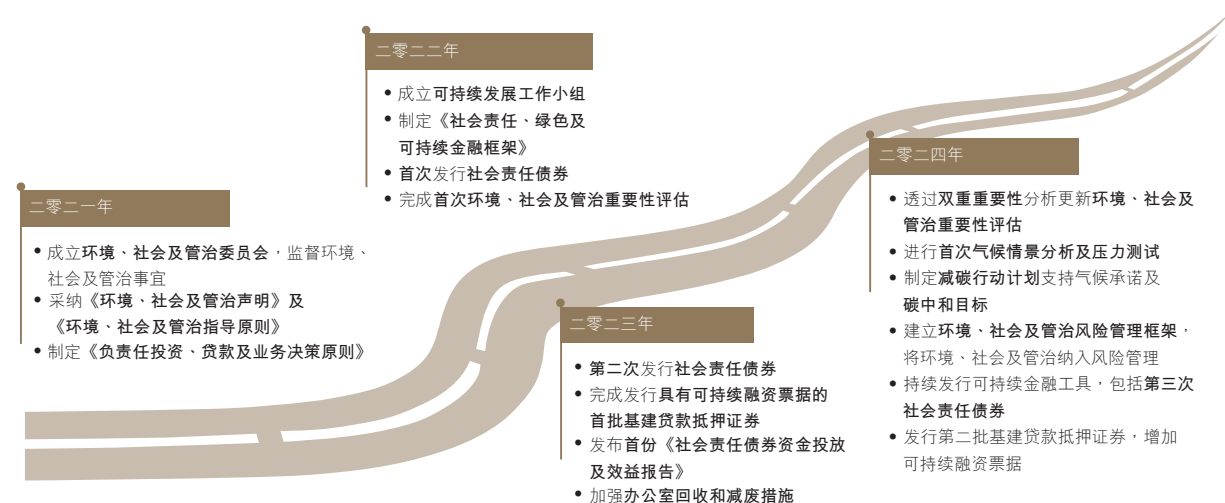 二零二一年
• 成立环境、社会及管治委员会，监督环境、
社会及管治事宜
• 采纳《环境、社会及管治声明》及
《环境、社会及管治指导原则》
• 制定《负责任投资、贷款及业务决策原则》
二零二二年
• 成立可持续发展工作小组
• 制定《社会责任、绿色及
可持续金融框架》
• 首次发行社会责任债券
• 完成首次环境、社会及管治重要性评估
二零二三年
• 第二次发行社会责任债券
• 完成发行具有可持续融资票据的
首批基建贷款抵押证券
• 发布首份《社会责任债券资金投放
及效益报告》
• 加强办公室回收和减废措施
二零二四年
• 透过双重重要性分析更新环境、社会及
管治重要性评估
• 进行首次气候情景分析及压力测试
• 制定减碳行动计划支持气候承诺及
碳中和目标
• 建立环境、社会及管治风险管理框架，
将环境、社会及管治纳入风险管理
• 持续发行可持续金融工具，包括第三次
社会责任债券
• 发行第二批基建贷款抵押证券，增加
可持续融资票据